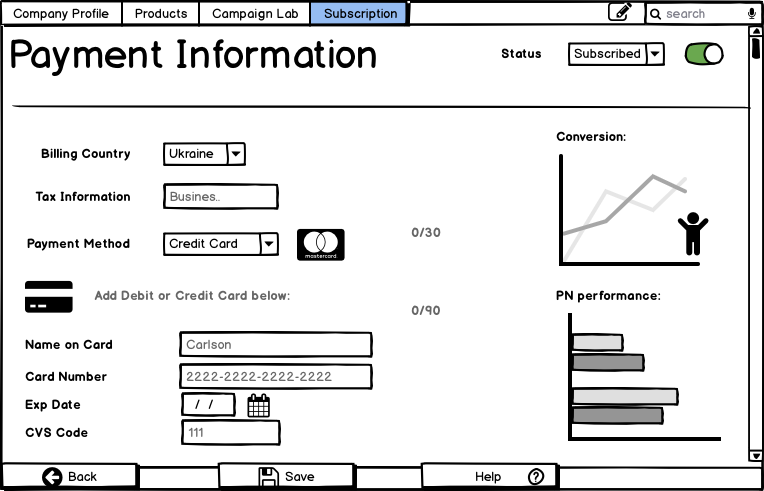 Company Profile Products Campaign Lab Subscription search
Payment Information Status Subscribed
Conversion:
Billing Country Ukraine
Tax Information Busines..
0/30
Payment Method Credit Card mastercard
Add Debit or Credit Card below: PN performance:
0/90
Name on Card Carlson
Card Number 2222-2222-2222-2222
Exp Date / /
CVS Code 111
Back Save Help ?